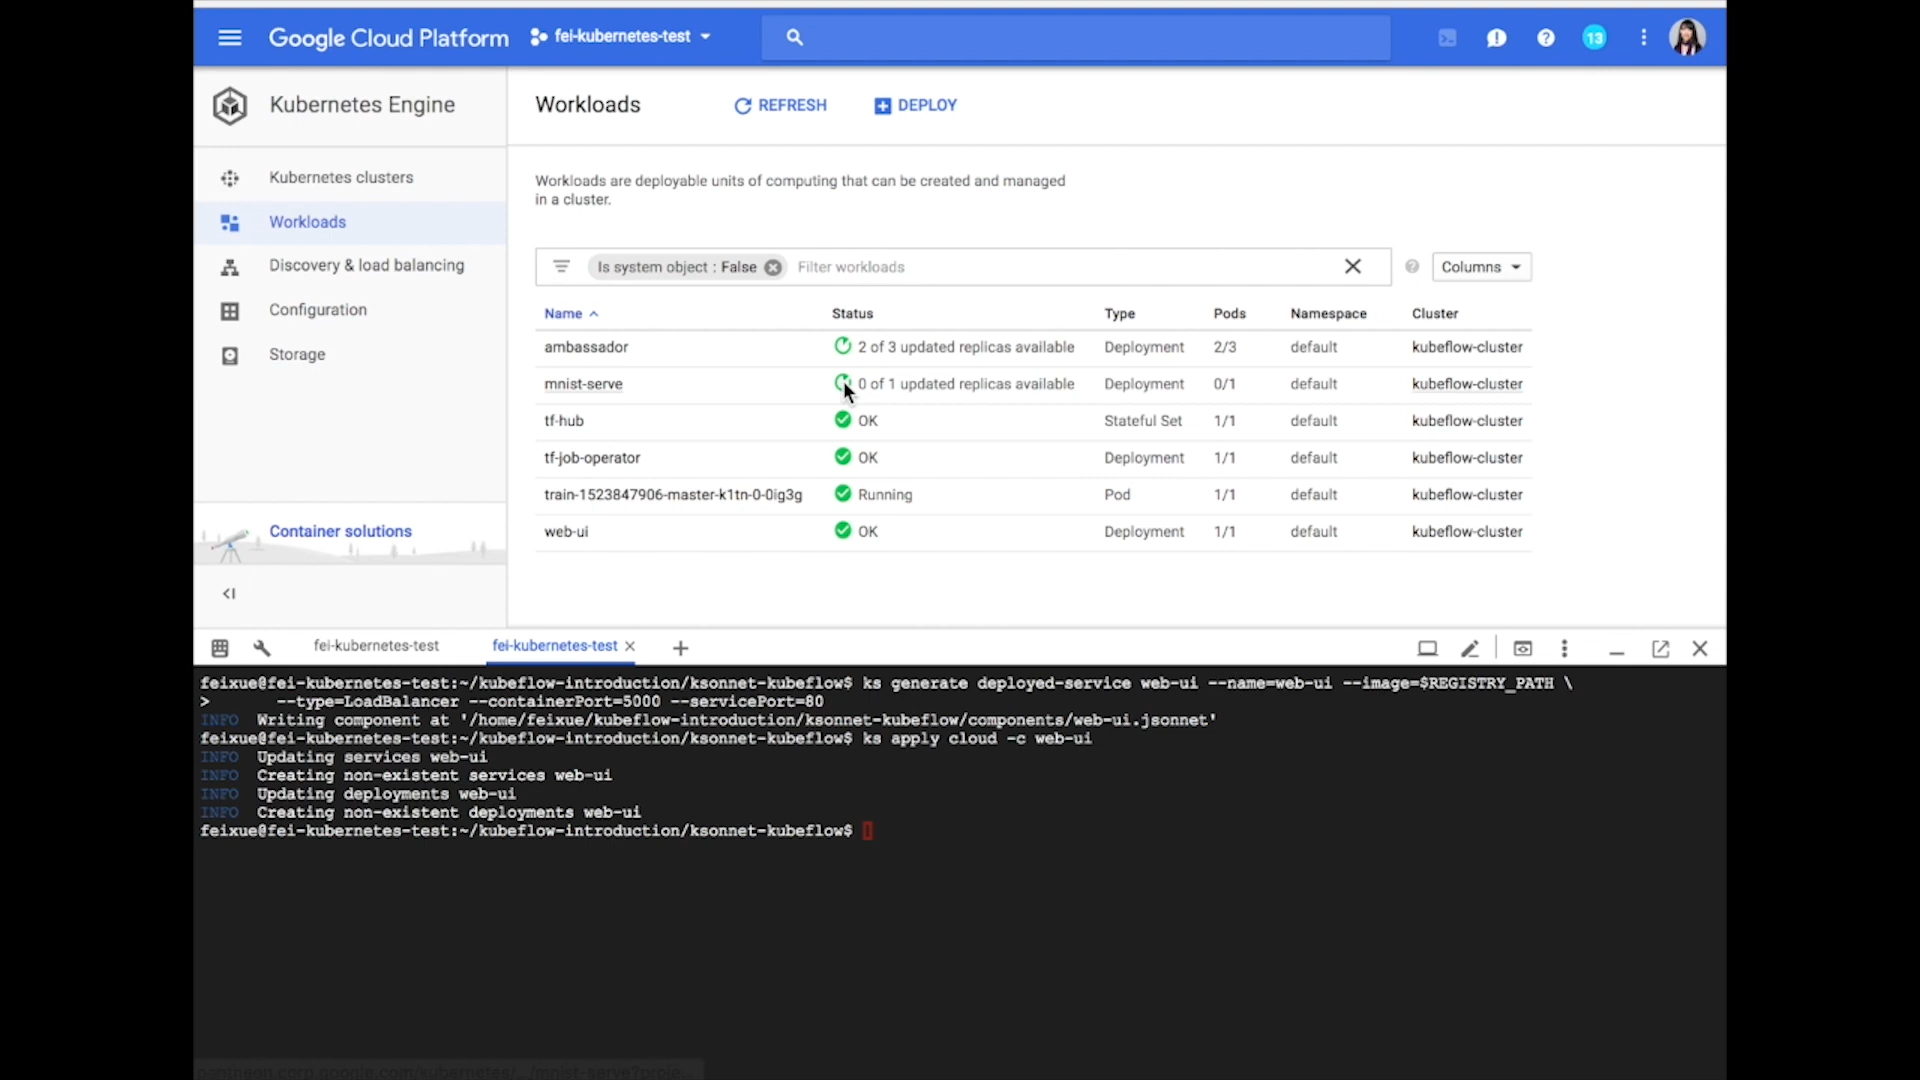 Google Cloud Platform
fei-kubernetes-test
13
Kubernetes Engine
Workloads
REFRESH
DEPLOY
Kubernetes clusters
Workloads
Discovery & load balancing
Configuration
Storage
Container solutions
Workloads are deployable units of computing that can be created and managed
in a cluster.
Is system object : False
Filter workloads
Columns
Name Status Type Pods Namespace Cluster
ambassador 2 of 3 updated replicas available Deployment 2/3 default kubeflow-cluster
mnist-serve 0 of 1 updated replicas available Deployment 0/1 default kubeflow-cluster
tf-hub OK Stateful Set 1/1 default kubeflow-cluster
tf-job-operator OK Deployment 1/1 default kubeflow-cluster
train-1523847906-master-k1tn-0-0ig3g Running Pod 1/1 default kubeflow-cluster
web-ui OK Deployment 1/1 default kubeflow-cluster
fei-kubernetes-test
fei-kubernetes-test
feixue@fei-kubernetes-test:~/kubeflow-introduction/ksonnet-kubeflow$ ks generate deployed-service web-ui --name=web-ui --image=$REGISTRY_PATH \
> --type=LoadBalancer --containerPort=5000 --servicePort=80
INFO Writing component at '/home/feixue/kubeflow-introduction/ksonnet-kubeflow/components/web-ui.jsonnet'
feixue@fei-kubernetes-test:~/kubeflow-introduction/ksonnet-kubeflow$ ks apply cloud -c web-ui
INFO Updating services web-ui
INFO Creating non-existent services web-ui
INFO Updating deployments web-ui
INFO Creating non-existent deployments web-ui
feixue@fei-kubernetes-test:~/kubeflow-introduction/ksonnet-kubeflow$